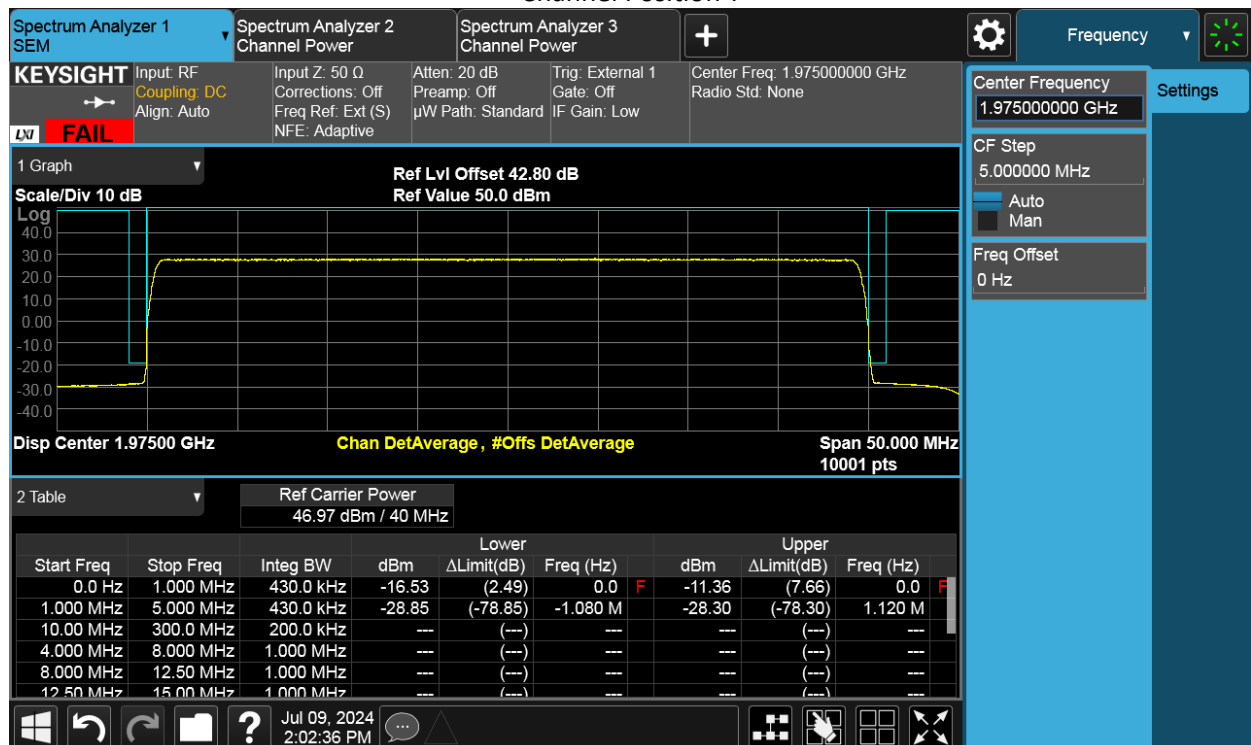 Spectrum Analyzer 1 Spectrum Analyzer 2 Spectrum Analyzer 3 + Frequency
SEM Channel Power Channel Power
KEYSIGHT Input: RF Input Z: 50 Ω Atten: 20 dB Trig: External 1 Center Freq: 1.975000000 GHz
Coupling: DC Corrections: Off Preamp: Off Gate: Off Radio Std: None
Align: Auto Freq Ref: Ext (S) µW Path: Standard IF Gain: Low
LXI FAIL NFE: Adaptive
Center Frequency Settings
1.975000000 GHz
CF Step
5.000000 MHz
Auto
Man
Freq Offset
0 Hz
1 Graph Ref Lvl Offset 42.80 dB
Scale/Div 10 dB Ref Value 50.0 dBm
Log
40.0
30.0
20.0
10.0
0.00
-10.0
-20.0
-30.0
-40.0
Disp Center 1.97500 GHz Chan DetAverage, #Offs DetAverage Span 50.000 MHz
10001 pts
2 Table Ref Carrier Power
46.97 dBm / 40 MHz
Lower Upper
Start Freq Stop Freq Integ BW dBm ΔLimit(dB) Freq (Hz) dBm ΔLimit(dB) Freq (Hz)
0.0 Hz 1.000 MHz 430.0 kHz -16.53 (2.49) 0.0 F -11.36 (7.66) 0.0 F
1.000 MHz 5.000 MHz 430.0 kHz -28.85 (-78.85) -1.080 M -28.30 (-78.30) 1.120 M
10.00 MHz 300.0 MHz 200.0 kHz --- (---) --- --- (---) ---
4.000 MHz 8.000 MHz 1.000 MHz --- (---) --- --- (---) ---
8.000 MHz 12.50 MHz 1.000 MHz --- (---) --- --- (---) ---
12.50 MHz 15.00 MHz 1.000 MHz --- (---) --- --- (---) ---
? Jul 09, 2024
2:02:36 PM